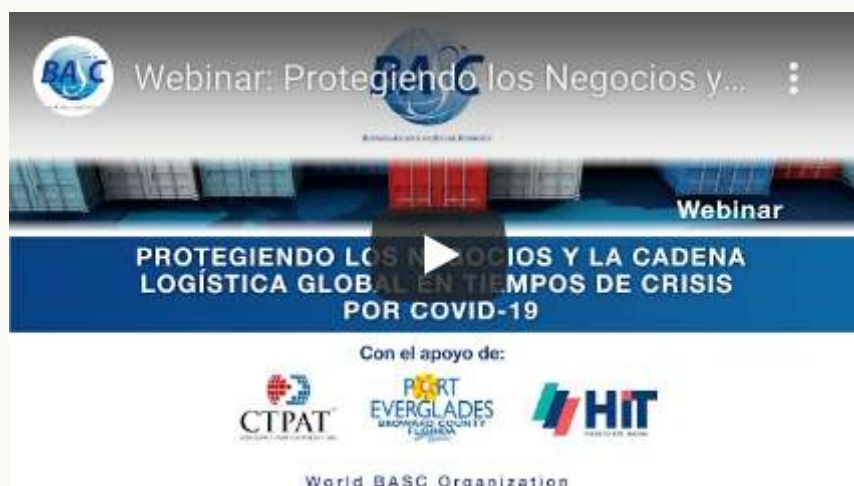 BASC
Webinar: Protegiendo los Negocios y...
BASC
Webinar
PROTEGIENDO LOS NEGOCIOS Y LA CADENA
LOGÍSTICA GLOBAL EN TIEMPOS DE CRISIS
POR COVID-19
Con el apoyo de:
CTPAT
PORT
EVERGLADES
BROWARD COUNTY
FLORIDA
HIT
World BASC Organization